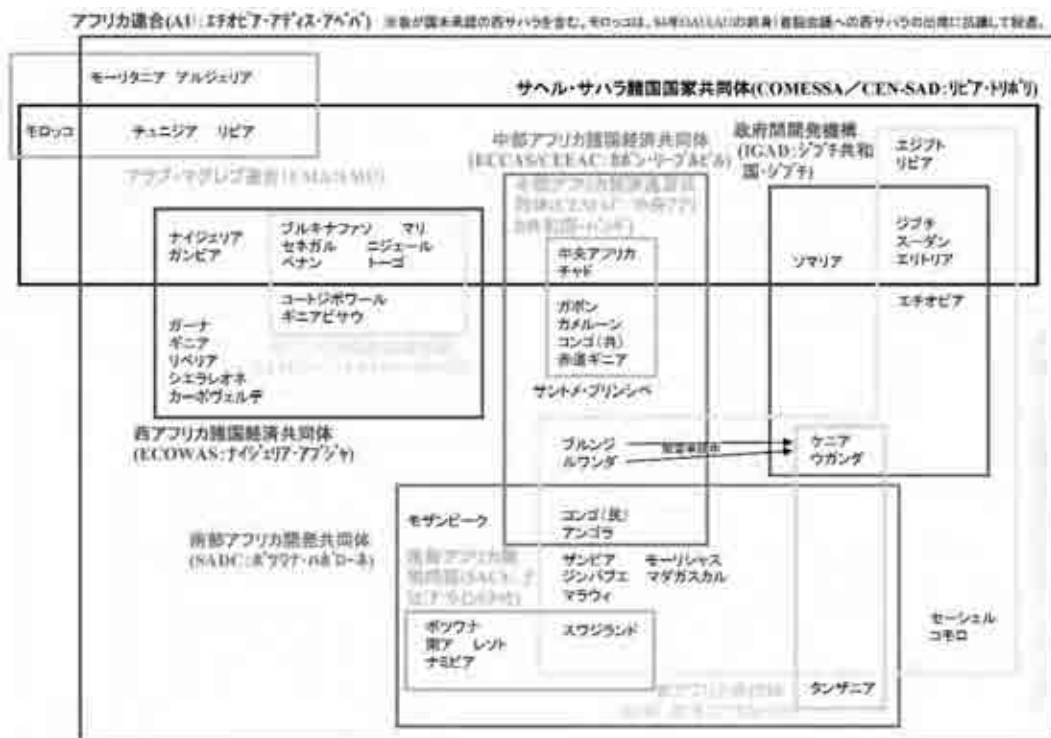 アフリカ連合(AU:エチオピア・アディス・アベバ)
モーリタニア アルジェリア
サヘル・サハラ諸国国家共同体(COMESSA/CEN-SAD:リビア・トリポリ)
モロッコ
チュニジア リビア
アラブ・マグレブ連合
中部アフリカ諸国経済共同体
(ECCAS/CEEAC:ガボン・リーブルビル)
政府間開発機構
(IGAD:ジブチ共和
国・ジブチ)
エジプト
リビア
ナイジェリア
ガンビア
ブルキナファソ マリ
セネガル ニジェール
ベナン トーゴ
中央アフリカ
チャド
ソマリア
ジブチ
スーダン
エリトリア
コートジボワール
ギニアビサウ
ガーナ
ギニア
リベリア
シエラレオネ
カーボヴェルデ
ガボン
カメルーン
コンゴ(共)
赤道ギニア
エチオピア
サントメ・プリンシペ
西アフリカ諸国経済共同体
(ECOWAS:ナイジェリア・アブジャ)
ブルンジ
ルワンダ
ケニア
ウガンダ
南部アフリカ開発共同体
(SADC:ボツワナ・ハボローネ)
モザンビーク
コンゴ(民)
アンゴラ
ザンビア モーリシャス
ジンバブエ マダガスカル
マラウィ
ボツワナ
南ア レソト
ナミビア
スワジランド
セーシェル
コモロ
タンザニア